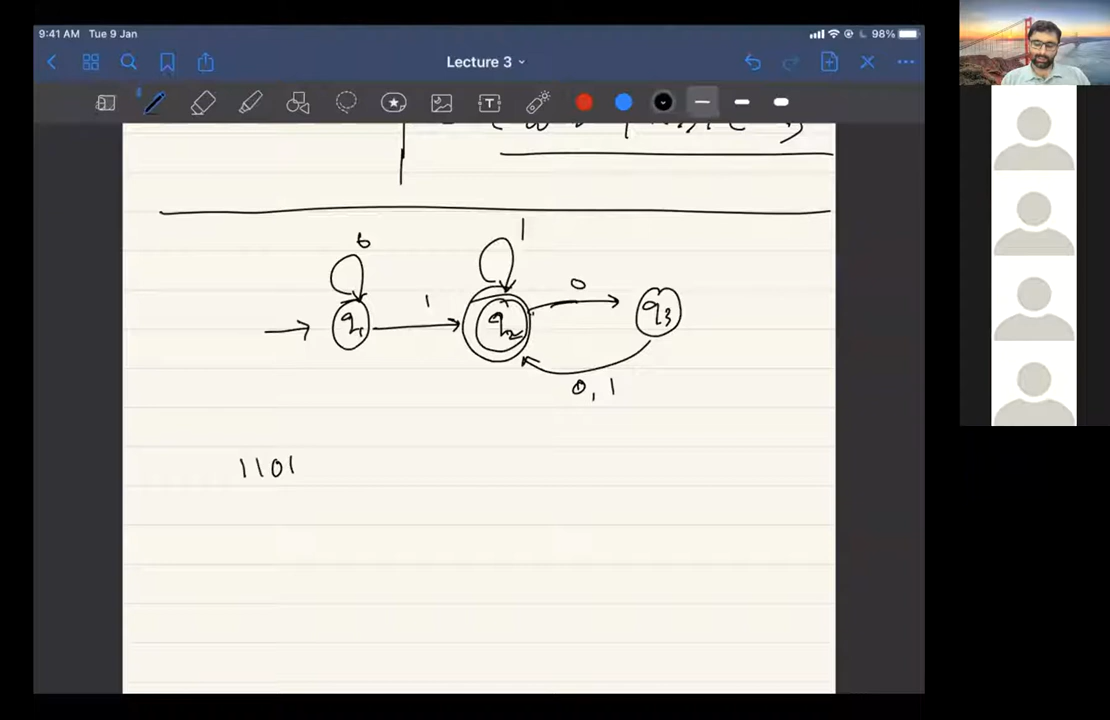 9:41 AM Tue 9 Jan 98%
Lecture 3
0 1
1 0
q1 q2 q3
0, 1
1101